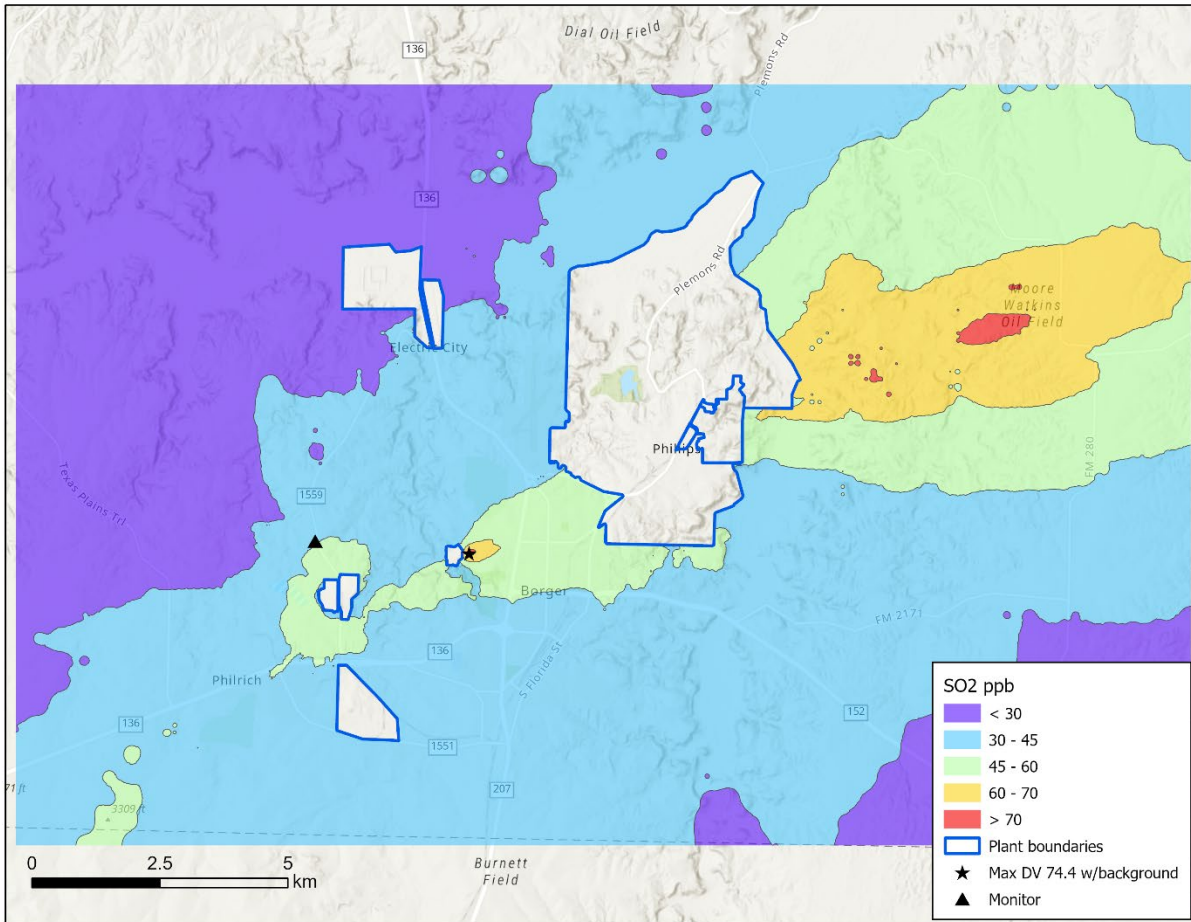 Dial Oil Field
136
Plemons Rd
136
Plemons Rd
Moore
Watkins
Oil Field
Electric City
Phillips
Texas Plains Trl
1559
FM 280
Borger
FM 2171
136
S Florida St
Philrich
136
152
1551
207
71 ft
3309 ft
Burnett
Field
0 2.5 5
km
SO2 ppb
< 30
30 - 45
45 - 60
60 - 70
> 70
Plant boundaries
Max DV 74.4 w/background
Monitor